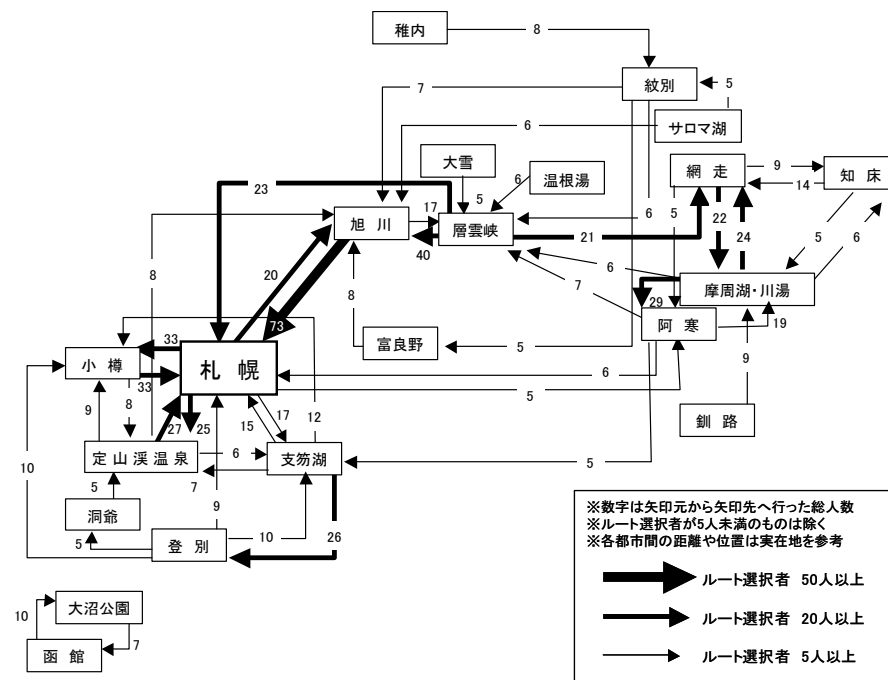 稚内
8
紋別
7
5
サロマ湖
6
大雪
6
温根湯
網走
9
知床
14
23
5
17
6
5
旭川
層雲峡
22
24
5
6
40
21
8
20
6
7
摩周湖・川湯
29
阿寒
19
73
8
富良野
5
9
33
小樽
札幌
6
33
5
釧路
9
8
27
25
15
17
12
定山渓温泉
6
支笏湖
10
7
5
5
洞爺
9
10
26
5
登別
※数字は矢印元から矢印先へ行った総人数
※ルート選択者が5人未満のものは除く
※各都市間の距離や位置は実在地を参考
ルート選択者 50人以上
ルート選択者 20人以上
ルート選択者 5人以上
大沼公園
10
7
函館